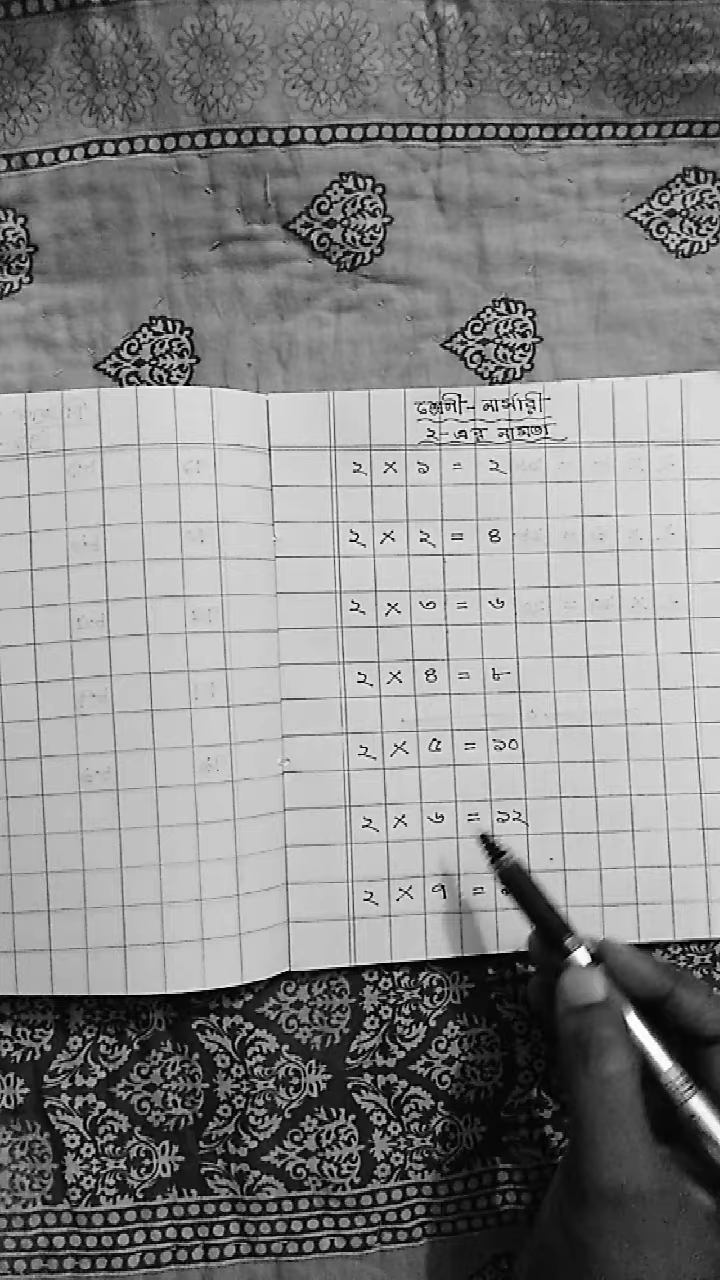 শ্রেণী - নার্সারী
২ - এর নামতা
২ × ১ = ২
২ × ২ = ৪
২ × ৩ = ৬
২ × ৪ = ৮
২ × ৫ = ১০
২ × ৬ = ১২
২ × ৭ =